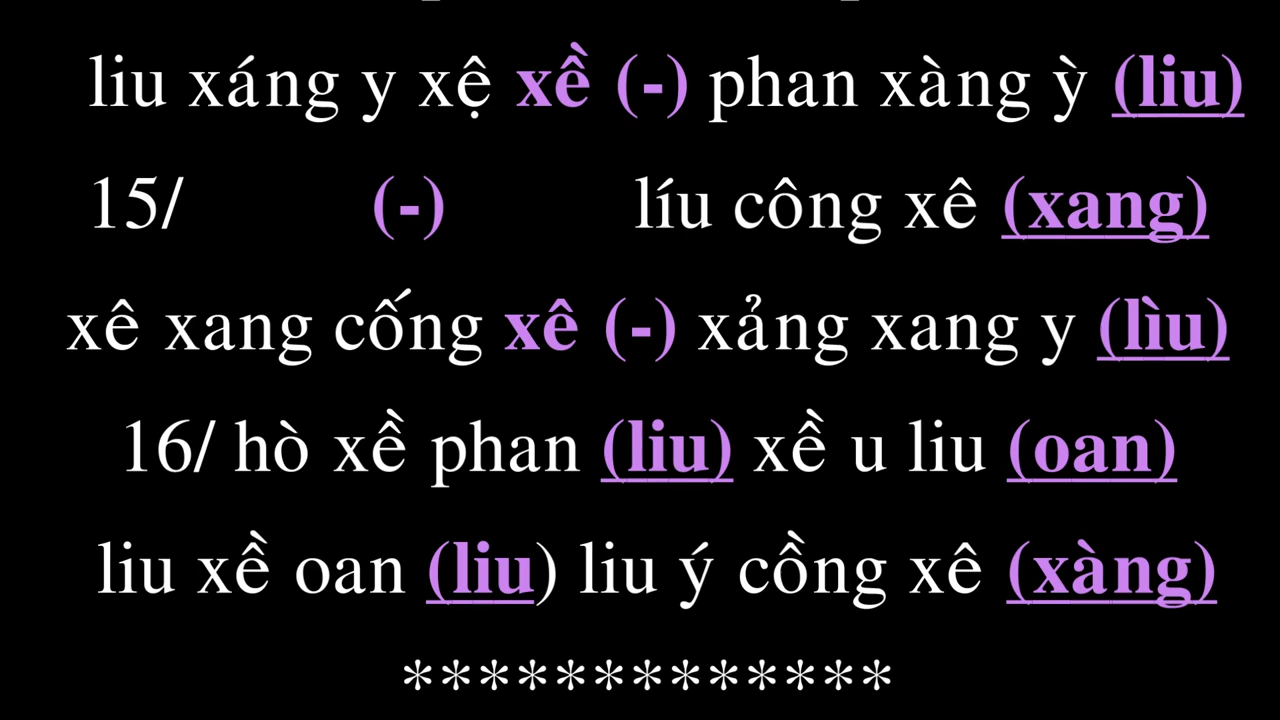 liu xáng y xệ xề (-) phan xàng ỳ (liu)
15/ (-) líu công xê (xang)
xê xang cống xê (-) xảng xang y (lìu)
16/ hò xề phan (liu) xề u liu (oan)
liu xề oan (liu) liu ý cồng xê (xàng)
*************